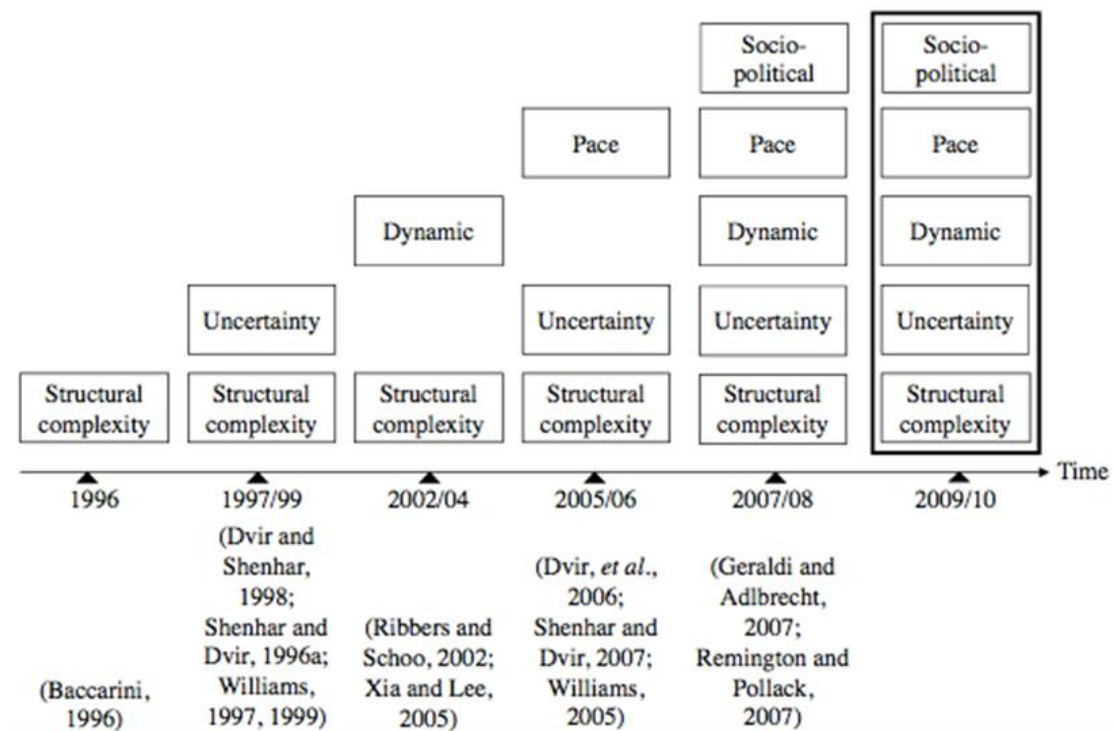 Socio-
political
Socio-
political
Pace
Pace
Pace
Dynamic
Dynamic
Dynamic
Uncertainty
Uncertainty
Uncertainty
Uncertainty
Structural
complexity
Structural
complexity
Structural
complexity
Structural
complexity
Structural
complexity
Structural
complexity
Time
1996
1997/99
2002/04
2005/06
2007/08
2009/10
(Baccarini,
1996)
(Dvir and
Shenhar,
1998;
Shenhar and
Dvir, 1996a;
Williams,
1997, 1999)
(Ribbers and
Schoo, 2002;
Xia and Lee,
2005)
(Dvir, et al.,
2006;
Shenhar and
Dvir, 2007;
Williams,
2005)
(Geraldi and
Adlbrecht,
2007;
Remington and
Pollack,
2007)